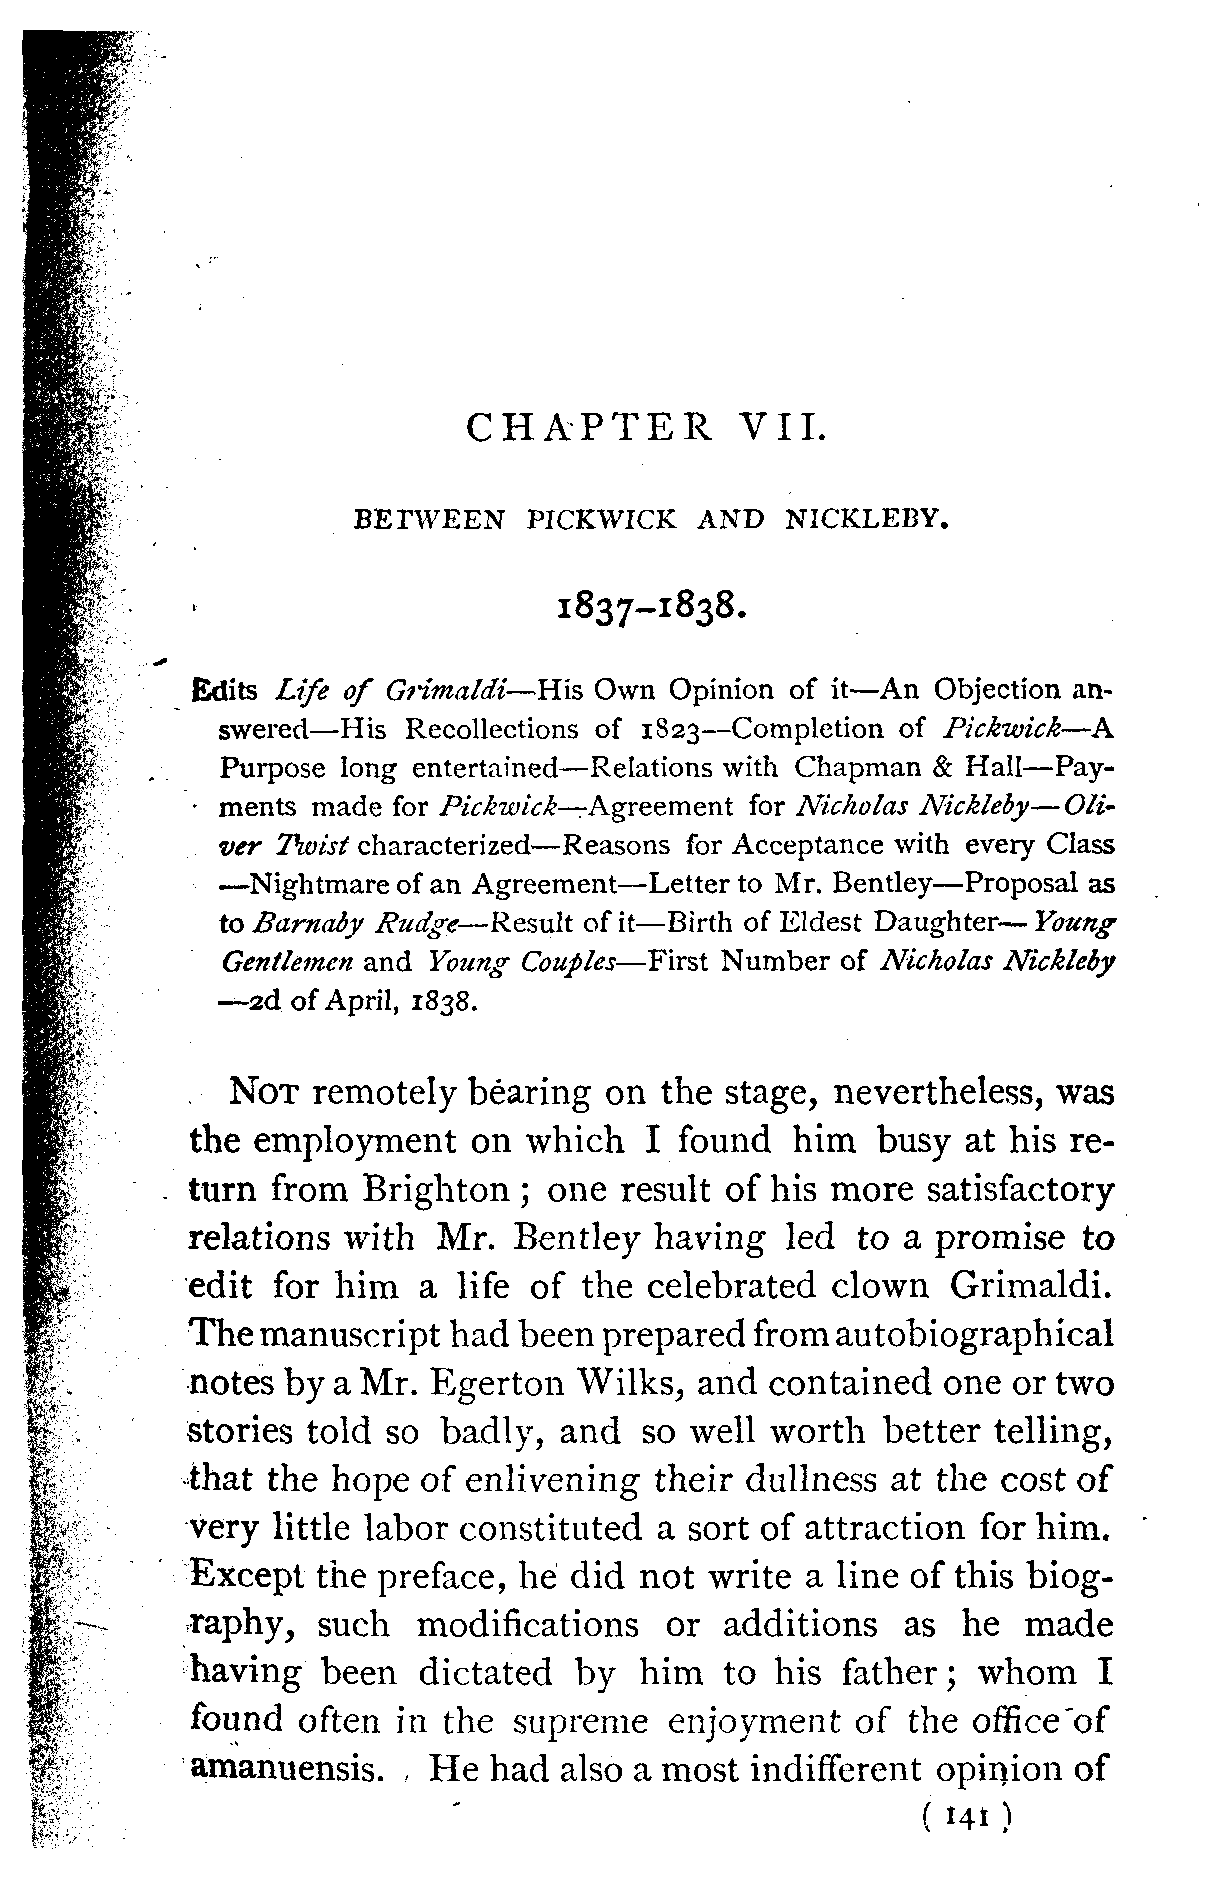 CHAPTER VII.
BETWEEN PICKWICK AND NICKLEBY.
1837–1838.
Edits Life of Grimaldi—His Own Opinion of it—An Objection an-
swered—His Recollections of 1823—Completion of Pickwick—A
Purpose long entertained—Relations with Chapman & Hall—Pay-
ments made for Pickwick—Agreement for Nicholas Nickleby—Oli-
ver Twist characterized—Reasons for Acceptance with every Class
—Nightmare of an Agreement—Letter to Mr. Bentley—Proposal as
to Barnaby Rudge—Result of it—Birth of Eldest Daughter—Young
Gentlemen and Young Couples—First Number of Nicholas Nickleby
—2d of April, 1838.
NOT remotely bearing on the stage, nevertheless, was
the employment on which I found him busy at his re-
turn from Brighton; one result of his more satisfactory
relations with Mr. Bentley having led to a promise to
edit for him a life of the celebrated clown Grimaldi.
The manuscript had been prepared from autobiographical
notes by a Mr. Egerton Wilks, and contained one or two
stories told so badly, and so well worth better telling,
that the hope of enlivening their dullness at the cost of
very little labor constituted a sort of attraction for him.
Except the preface, he did not write a line of this biog-
raphy, such modifications or additions as he made
having been dictated by him to his father; whom I
found often in the supreme enjoyment of the office of
amanuensis. He had also a most indifferent opinion of
(141)